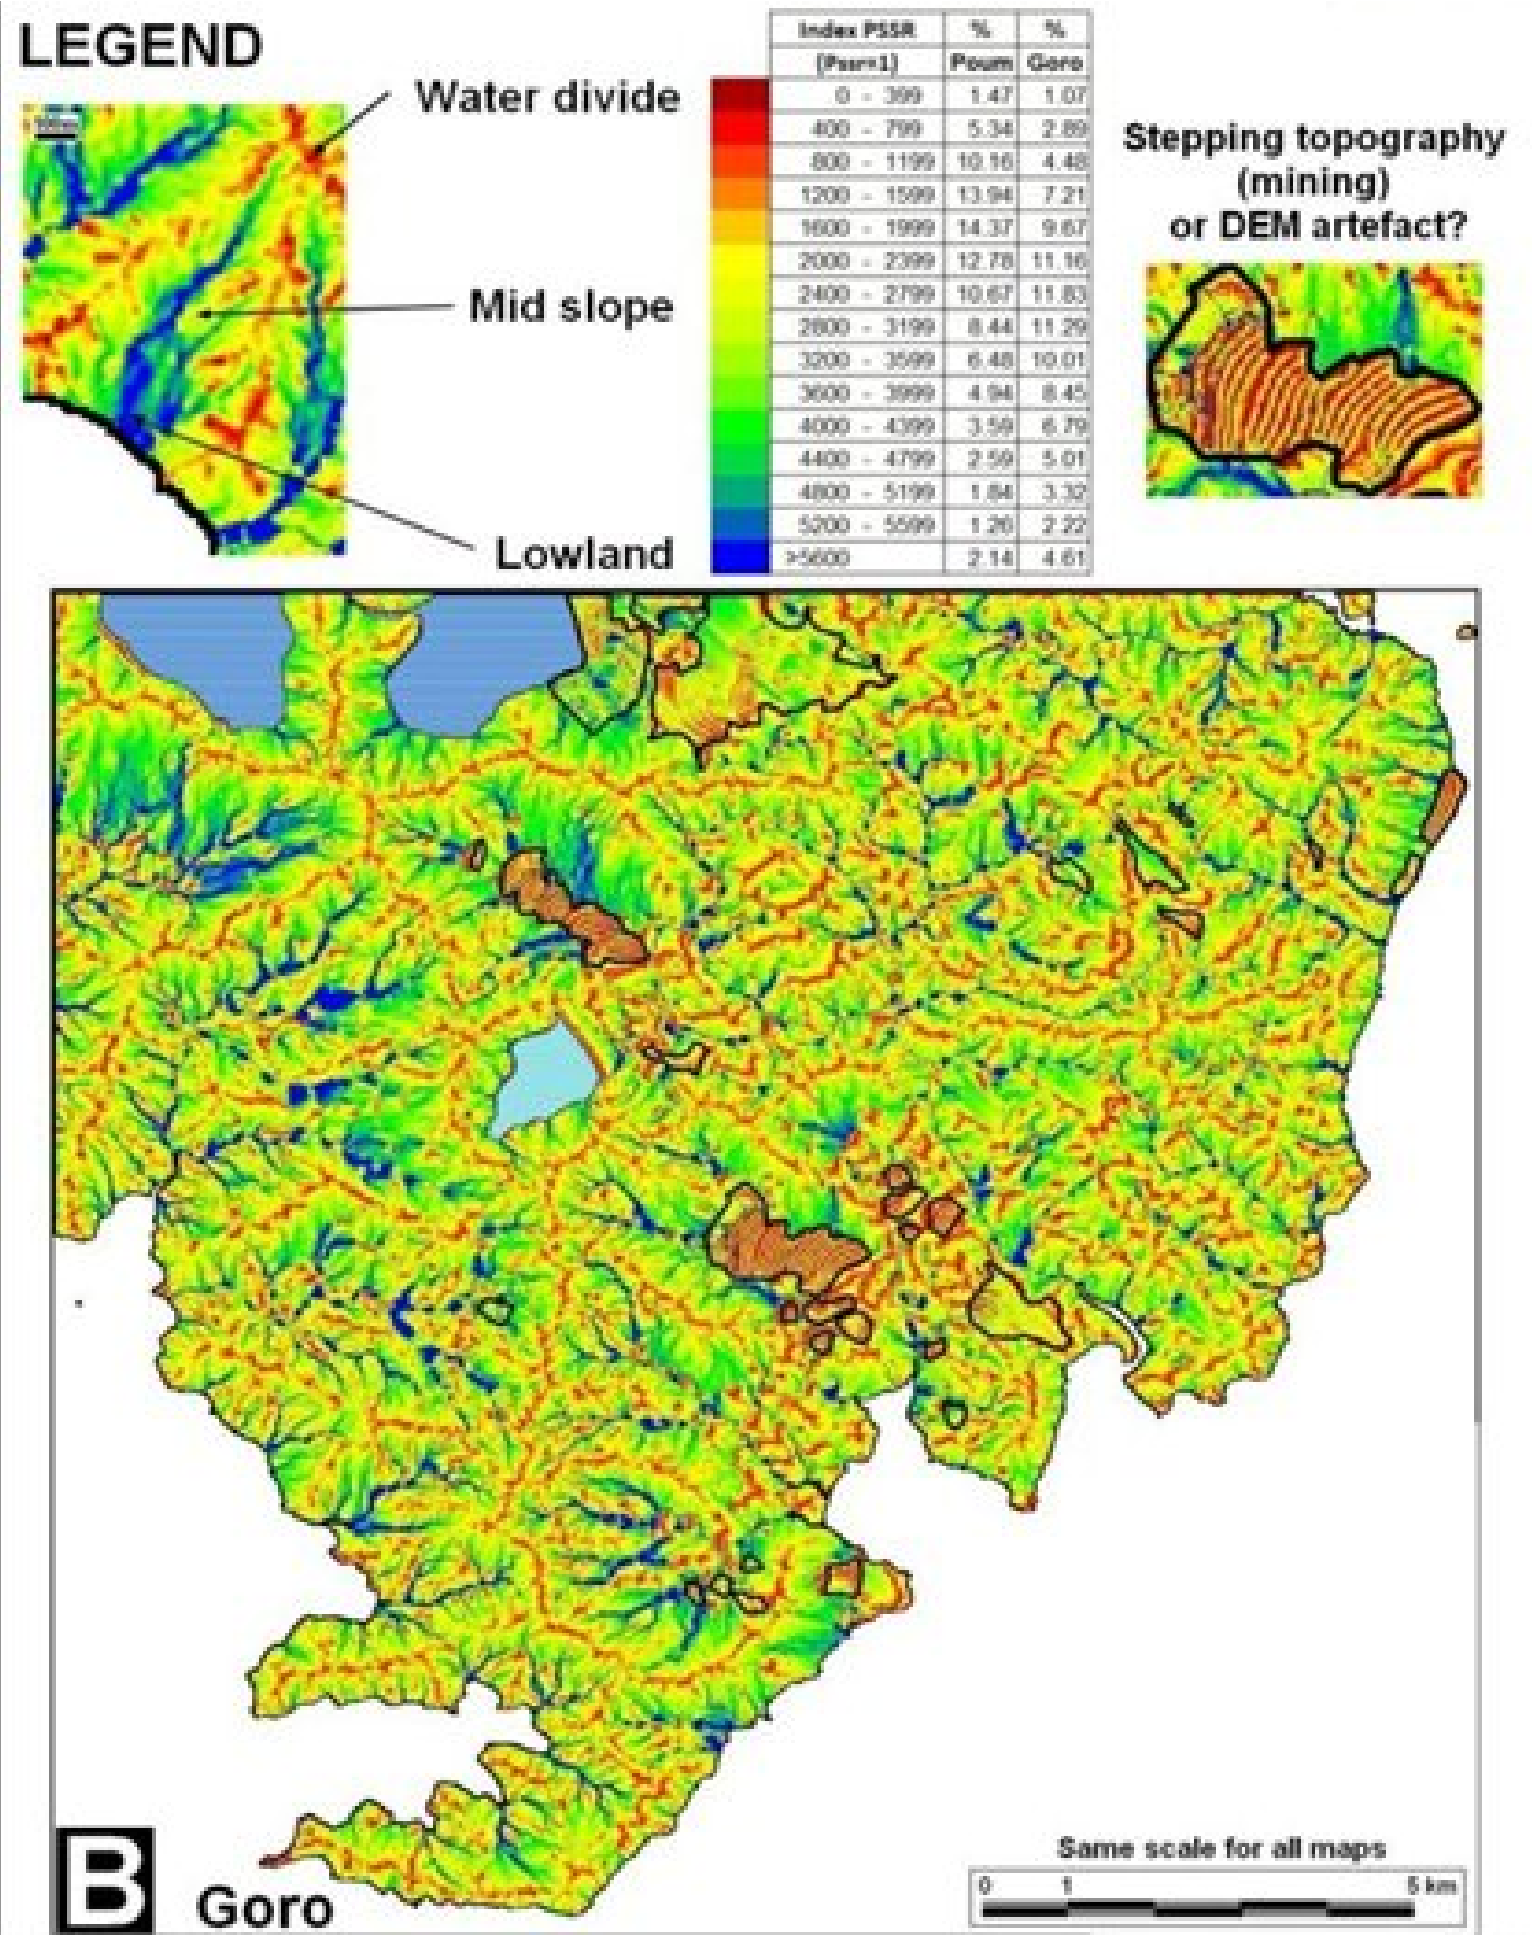 LEGEND
Water divide
Mid slope
Lowland
Index PSSR % %
(Pssr=1) Poum Goro
0 - 399 1.47 1.07
400 - 799 5.34 2.89
800 - 1199 10.16 4.48
1200 - 1599 13.94 7.21
1600 - 1999 14.37 9.67
2000 - 2399 12.78 11.16
2400 - 2799 10.67 11.83
2800 - 3199 8.44 11.29
3200 - 3599 6.48 10.01
3600 - 3999 4.94 8.45
4000 - 4399 3.59 6.79
4400 - 4799 2.59 5.01
4800 - 5199 1.84 3.32
5200 - 5599 1.26 2.22
>5600 2.14 4.61
Stepping topography
(mining)
or DEM artefact?
B
Goro
Same scale for all maps
0 1 5 km